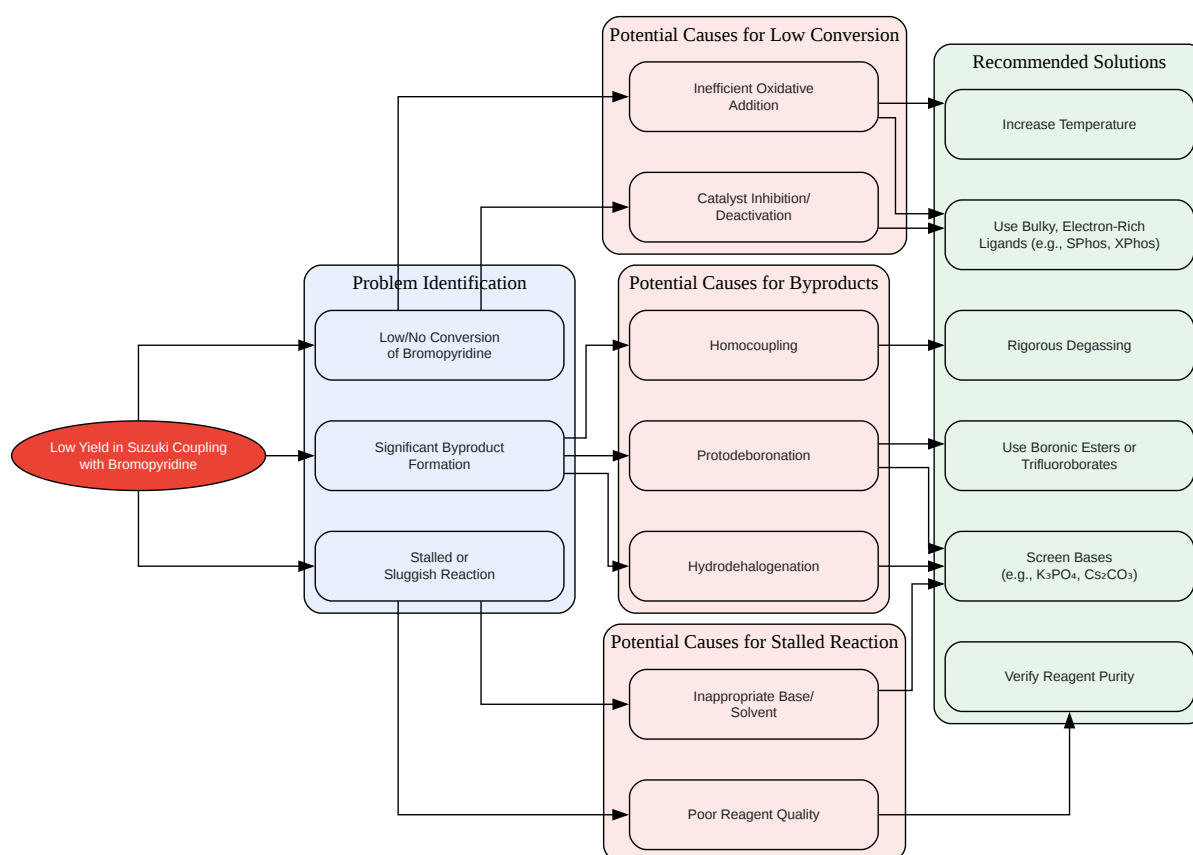 Low Yield in Suzuki Coupling
with Bromopyridine
Problem Identification
Low/No Conversion
of Bromopyridine
Significant Byproduct
Formation
Stalled or
Sluggish Reaction
Potential Causes for Low Conversion
Inefficient Oxidative
Addition
Catalyst Inhibition/
Deactivation
Potential Causes for Byproducts
Homocoupling
Protodeboronation
Hydrodehalogenation
Potential Causes for Stalled Reaction
Inappropriate Base/
Solvent
Poor Reagent Quality
Recommended Solutions
Increase Temperature
Use Bulky, Electron-Rich
Ligands (e.g., SPhos, XPhos)
Rigorous Degassing
Use Boronic Esters or
Trifluoroborates
Screen Bases
(e.g., K₃PO₄, Cs₂CO₃)
Verify Reagent Purity